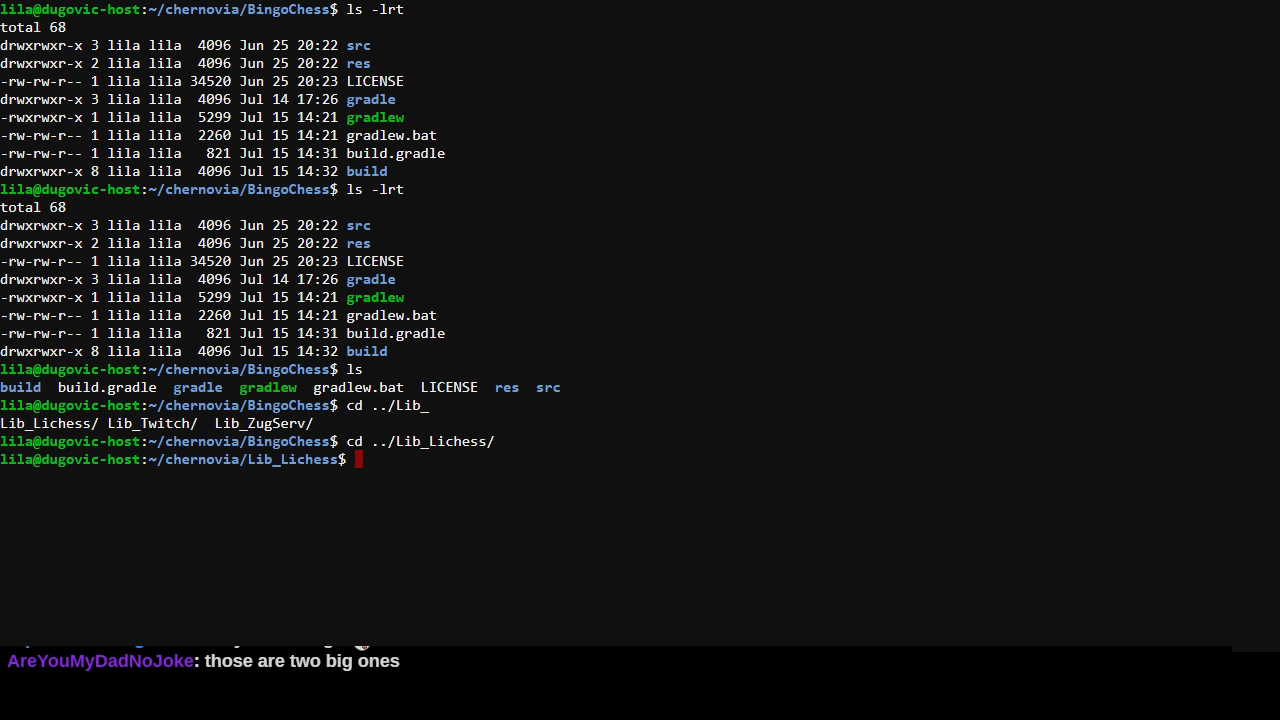 lila@dugovic-host:~/chernovia/BingoChess$ ls -lrt
total 68
drwxrwxr-x 3 lila lila  4096 Jun 25 20:22 src
drwxrwxr-x 2 lila lila  4096 Jun 25 20:22 res
-rw-rw-r-- 1 lila lila 34520 Jun 25 20:23 LICENSE
drwxrwxr-x 3 lila lila  4096 Jul 14 17:26 gradle
-rwxrwxr-x 1 lila lila  5299 Jul 15 14:21 gradlew
-rw-rw-r-- 1 lila lila  2260 Jul 15 14:21 gradlew.bat
-rw-rw-r-- 1 lila lila   821 Jul 15 14:31 build.gradle
drwxrwxr-x 8 lila lila  4096 Jul 15 14:32 build
lila@dugovic-host:~/chernovia/BingoChess$ ls -lrt
total 68
drwxrwxr-x 3 lila lila  4096 Jun 25 20:22 src
drwxrwxr-x 2 lila lila  4096 Jun 25 20:22 res
-rw-rw-r-- 1 lila lila 34520 Jun 25 20:23 LICENSE
drwxrwxr-x 3 lila lila  4096 Jul 14 17:26 gradle
-rwxrwxr-x 1 lila lila  5299 Jul 15 14:21 gradlew
-rw-rw-r-- 1 lila lila  2260 Jul 15 14:21 gradlew.bat
-rw-rw-r-- 1 lila lila   821 Jul 15 14:31 build.gradle
drwxrwxr-x 8 lila lila  4096 Jul 15 14:32 build
lila@dugovic-host:~/chernovia/BingoChess$ ls
build  build.gradle  gradle  gradlew  gradlew.bat  LICENSE  res  src
lila@dugovic-host:~/chernovia/BingoChess$ cd ../Lib_
Lib_Lichess/ Lib_Twitch/  Lib_ZugServ/
lila@dugovic-host:~/chernovia/BingoChess$ cd ../Lib_Lichess/
lila@dugovic-host:~/chernovia/Lib_Lichess$
AreYouMyDadNoJoke: those are two big ones